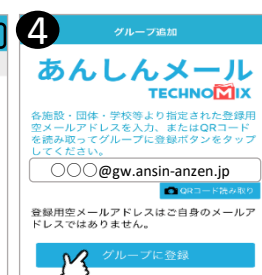 4
グループ追加
あんしんメール
TECHNOMIX
各施設・団体・学校等より指定された登録用
空メールアドレスを入力、またはQRコード
を読み取ってグループに登録ボタンをタップ
してください。
○○○@gw.ansin-anzen.jp
QRコード読み取り
登録用空メールアドレスはご自身のメールア
ドレスではありません。
グループに登録